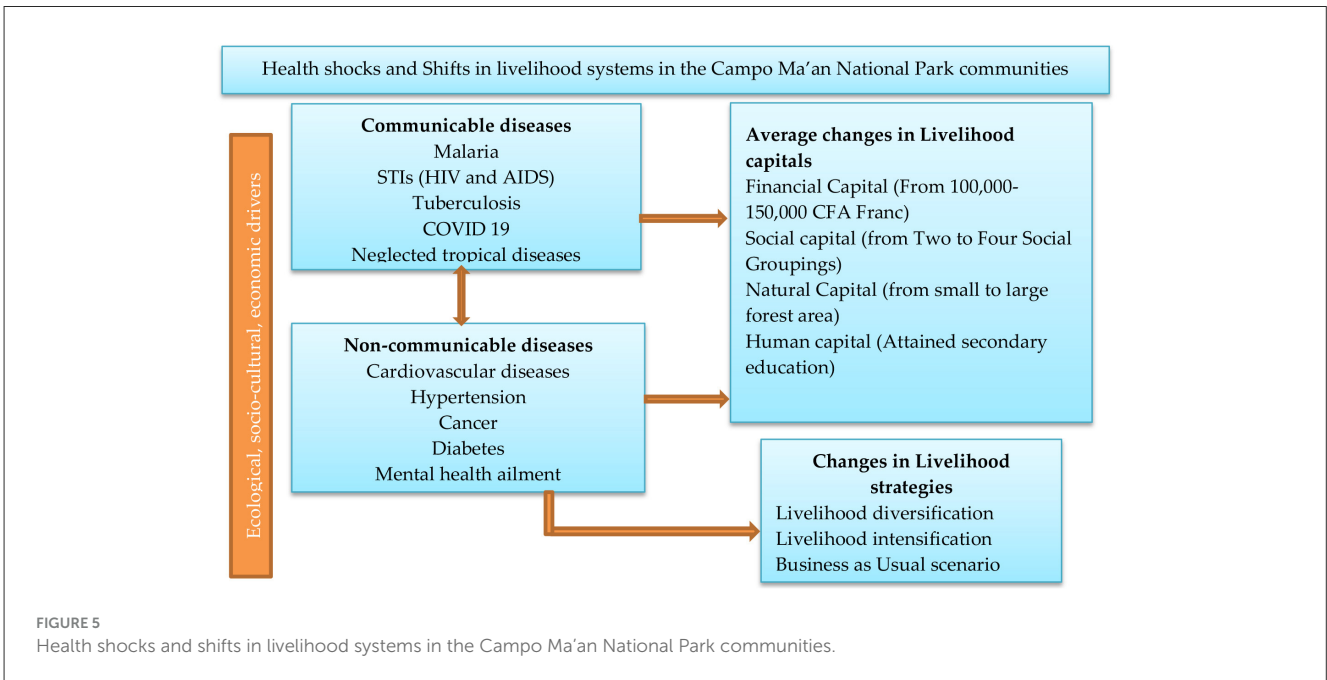 Health shocks and Shifts in livelihood systems in the Campo Ma’an National Park communities
Ecological, socio-cultural, economic drivers
Communicable diseases
Malaria
STIs (HIV and AIDS)
Tuberculosis
COVID 19
Neglected tropical diseases
Non-communicable diseases
Cardiovascular diseases
Hypertension
Cancer
Diabetes
Mental health ailment
Average changes in Livelihood
capitals
Financial Capital (From 100,000-
150,000 CFA Franc)
Social capital (from Two to Four Social
Groupings)
Natural Capital (from small to large
forest area)
Human capital (Attained secondary
education)
Changes in Livelihood
strategies
Livelihood diversification
Livelihood intensification
Business as Usual scenario
FIGURE 5
Health shocks and shifts in livelihood systems in the Campo Ma’an National Park communities.